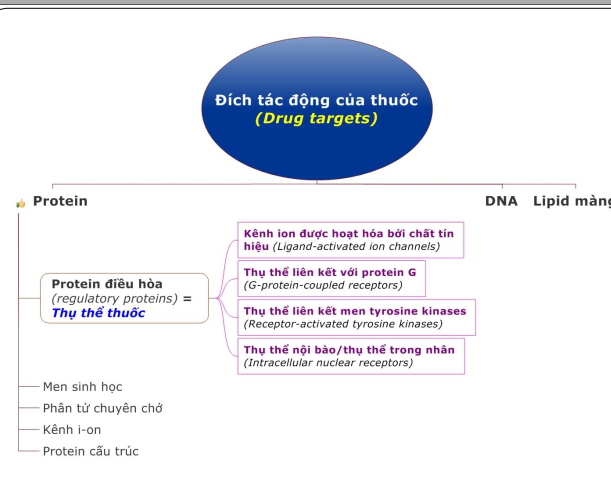 Đích tác động của thuốc
(Drug targets)
Protein
DNA
Lipid màng
Kênh ion được hoạt hóa bởi chất tín
hiệu (Ligand-activated ion channels)
Thụ thể liên kết với protein G
(G-protein-coupled receptors)
Protein điều hòa
(regulatory proteins) =
Thụ thể thuốc
Thụ thể liên kết men tyrosine kinases
(Receptor-activated tyrosine kinases)
Thụ thể nội bào/thụ thể trong nhân
(Intracellular nuclear receptors)
Men sinh học
Phân tử chuyên chở
Kênh i-on
Protein cấu trúc